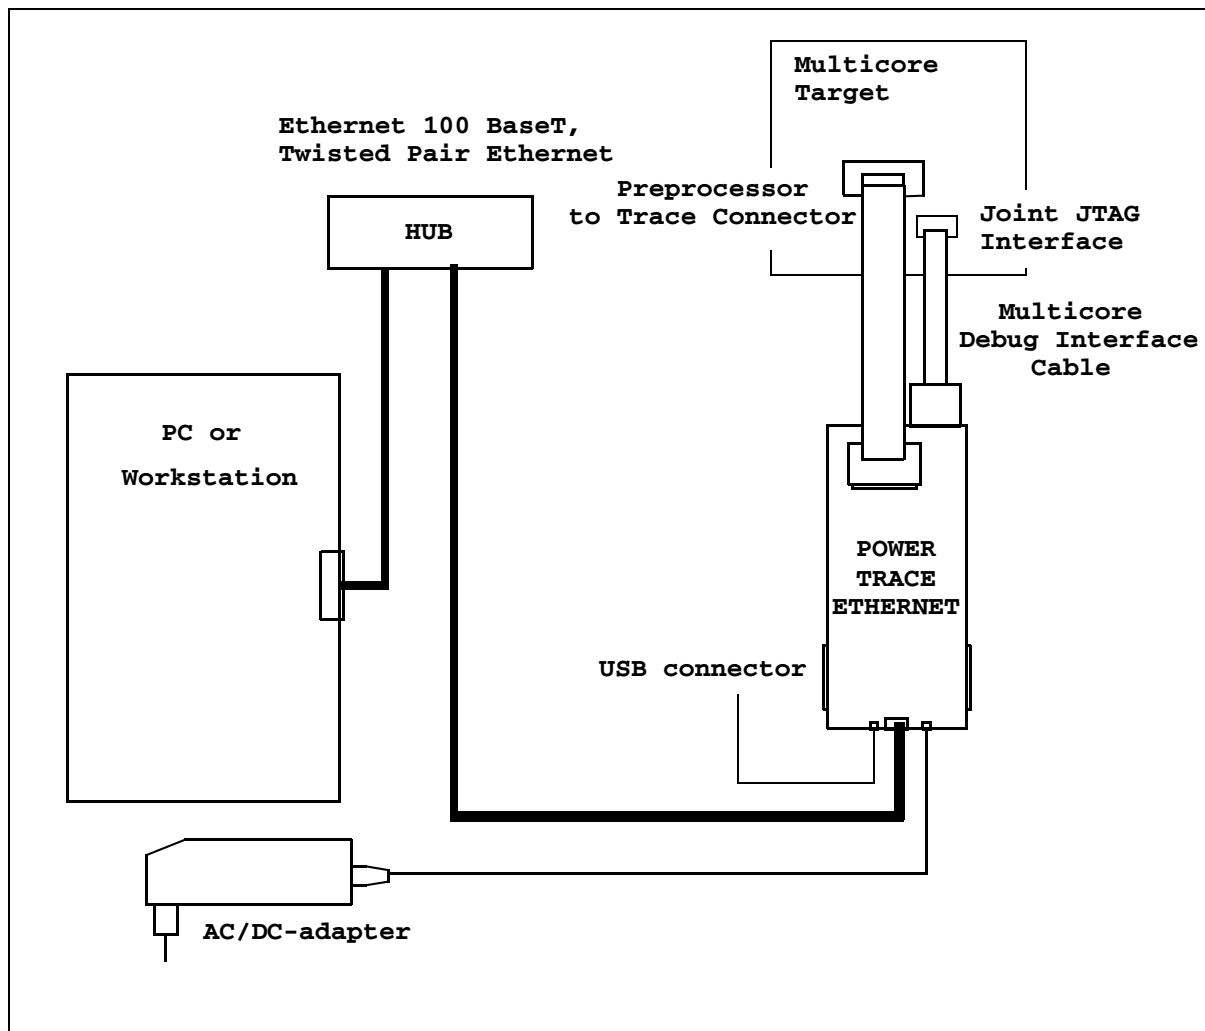 Multicore
Target
Ethernet 100 BaseT,
Twisted Pair Ethernet
Preprocessor
to Trace Connector
HUB
Joint JTAG
Interface
Multicore
Debug Interface
Cable
PC or
Workstation
POWER
TRACE
ETHERNET
USB connector
AC/DC-adapter